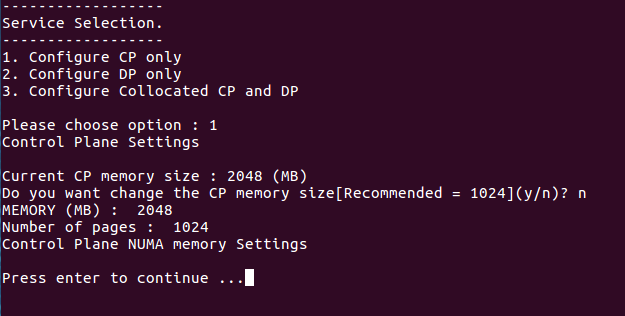 ------------------
Service Selection.
------------------
1. Configure CP only
2. Configure DP only
3. Configure Collocated CP and DP
Please choose option : 1
Control Plane Settings
Current CP memory size : 2048 (MB)
Do you want change the CP memory size[Recommended = 1024](y/n)? n
MEMORY (MB) :  2048
Number of pages :  1024
Control Plane NUMA memory Settings
Press enter to continue ...